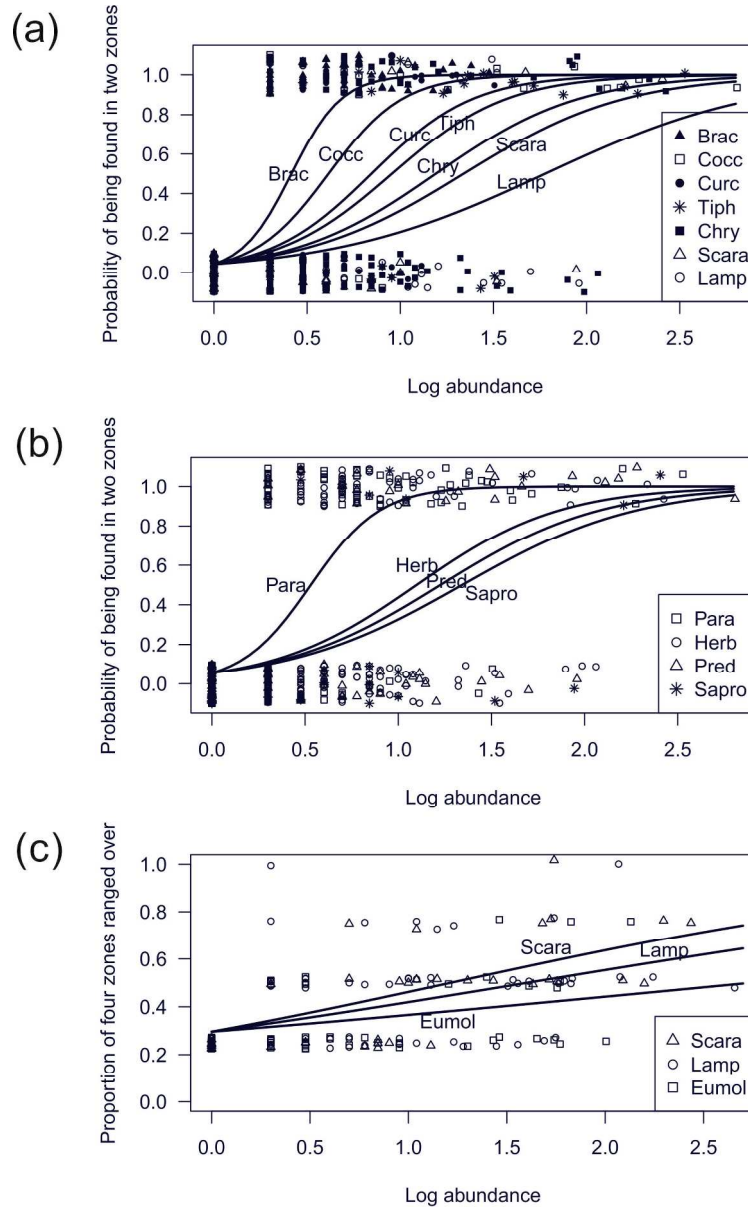 (a)
Probability of being found in two zones
1.0
0.8
0.6
0.4
0.2
0.0
Brac
Cocc
Curc
Tiph
Chry
Scara
Lamp
Brac
Cocc
Curc
Tiph
Chry
Scara
Lamp
0.0 0.5 1.0 1.5 2.0 2.5
Log abundance
(b)
Probability of being found in two zones
1.0
0.8
0.6
0.4
0.2
0.0
Para
Herb
Pred
Sapro
Para
Herb
Pred
Sapro
0.0 0.5 1.0 1.5 2.0 2.5
Log abundance
(c)
Proportion of four zones ranged over
1.0
0.8
0.6
0.4
0.2
0.0
Scara
Lamp
Eumol
Scara
Lamp
Eumol
0.0 0.5 1.0 1.5 2.0 2.5
Log abundance